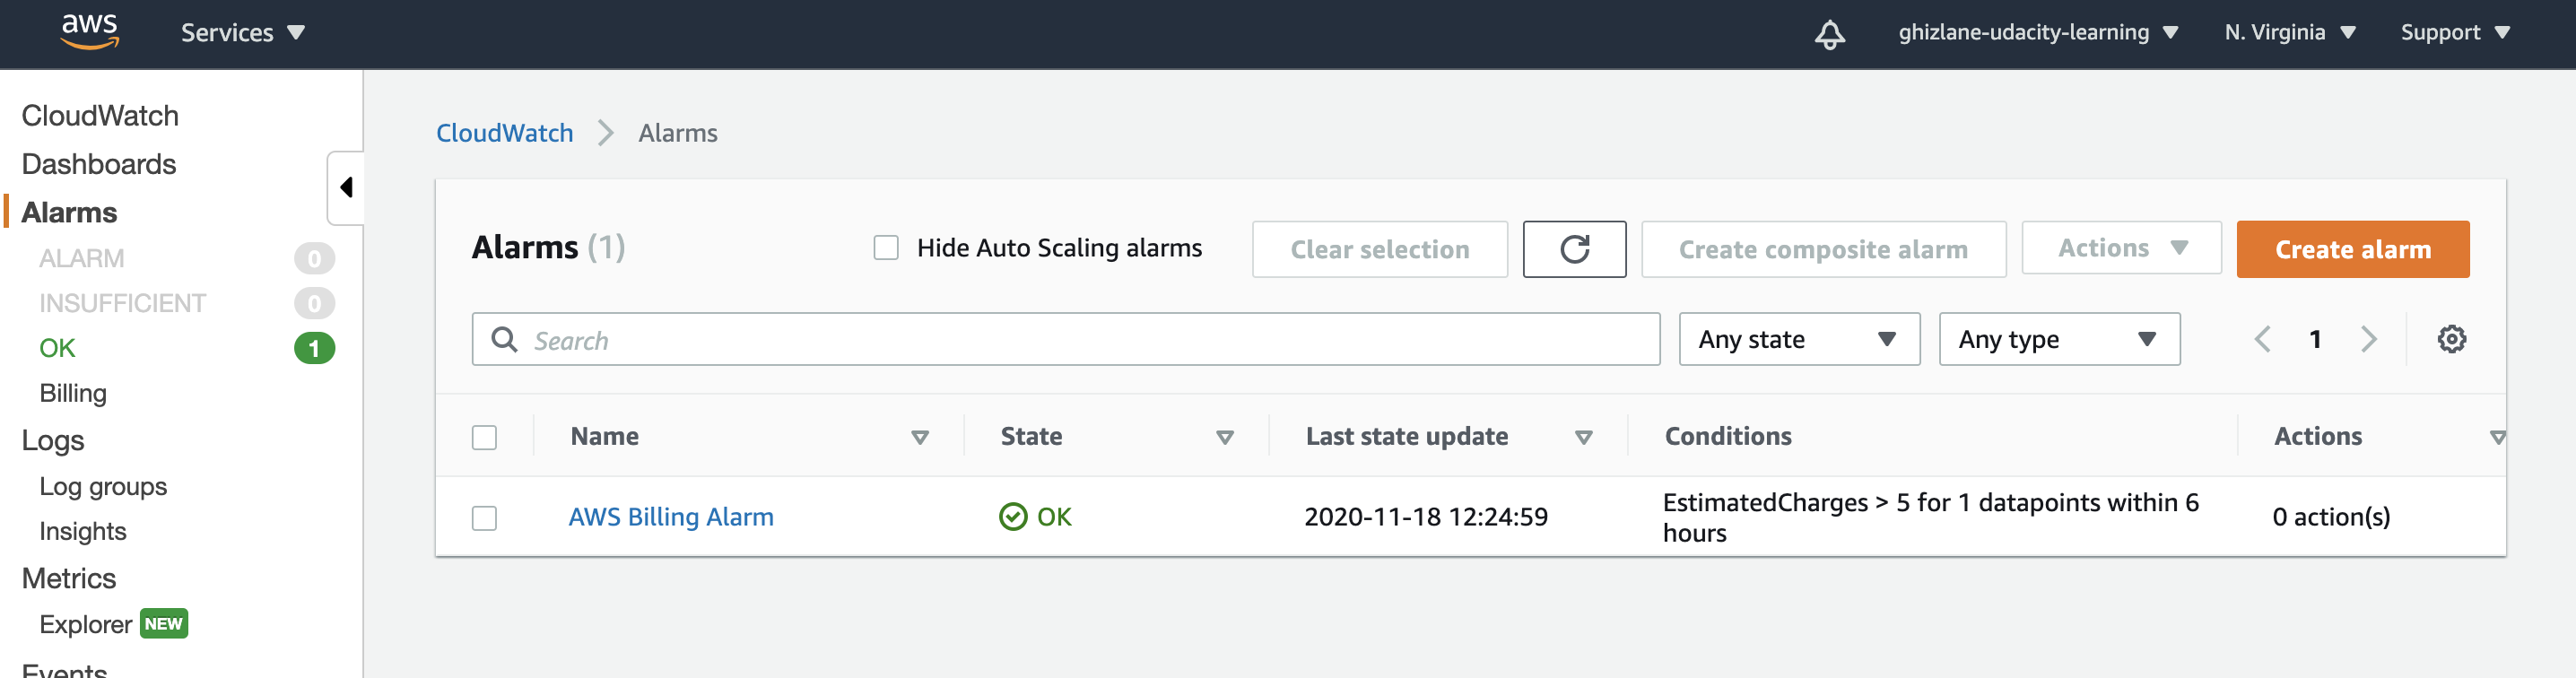 aws
Services
ghizlane-udacity-learning
N. Virginia
Support
CloudWatch
Dashboards
Alarms
ALARM 0
INSUFFICIENT 0
OK 1
Billing
Logs
Log groups
Insights
Metrics
Explorer NEW
Events
CloudWatch > Alarms
Alarms (1)
Hide Auto Scaling alarms
Clear selection
Create composite alarm
Actions
Create alarm
Search
Any state
Any type
1
Name State Last state update Conditions Actions
AWS Billing Alarm OK 2020-11-18 12:24:59 EstimatedCharges > 5 for 1 datapoints within 6
hours 0 action(s)